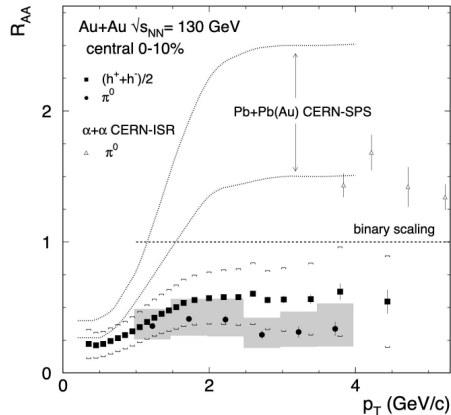 R_AA
Au+Au √s_NN= 130 GeV
central 0-10%
(h⁺+h⁻)/2
π⁰
α+α CERN-ISR
π⁰
Pb+Pb(Au) CERN-SPS
binary scaling
2
1
0
0 2 4
p_T (GeV/c)